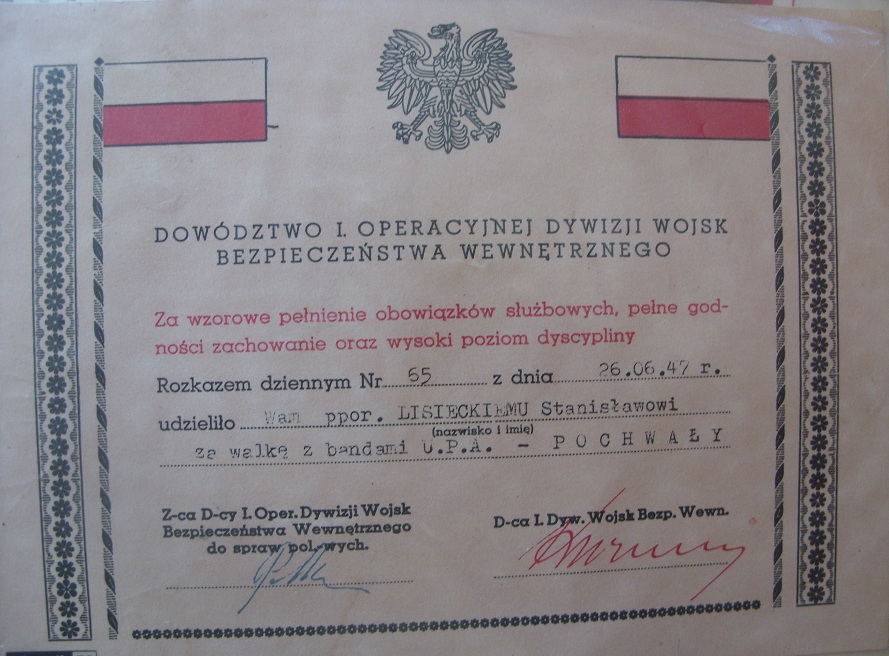 DOWÓDZTWO I. OPERACYJNEJ DYWIZJI WOJSK
BEZPIECZEŃSTWA WEWNĘTRZNEGO
Za wzorowe pełnienie obowiązków służbowych, pełne god-
ności zachowanie oraz wysoki poziom dyscypliny
Rozkazem dziennym Nr 65 z dnia 26.06.47 r.
udzieliło Wam ppor. LISIECKIEMU Stanisławowi
(nazwisko i imię)
za walkę z bandami U.P.A. - POCHWAŁY
Z-ca D-cy I. Oper. Dywizji Wojsk
Bezpieczeństwa Wewnętrznego
do spraw pol.-wych.
D-ca I. Dyw. Wojsk Bezp. Wewn.